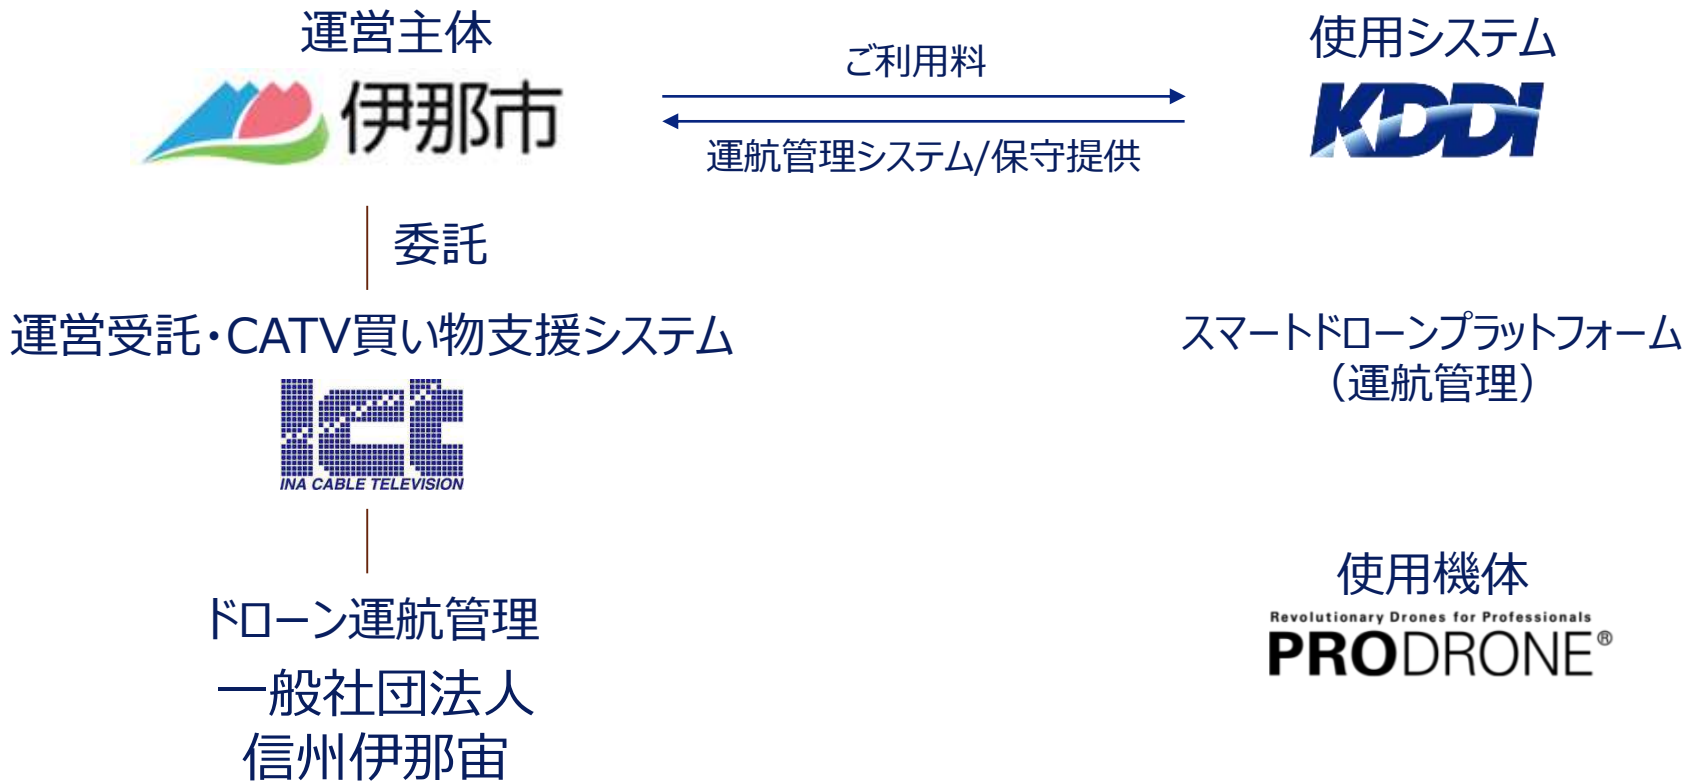 運営主体
伊那市
ご利用料
運航管理システム/保守提供
使用システム
KDDI
委託
運営受託・CATV買い物支援システム
ict
INA CABLE TELEVISION
ドローン運航管理
一般社団法人
信州伊那宙
スマートドローンプラットフォーム
（運航管理）
使用機体
Revolutionary Drones for Professionals
PRODRONE®